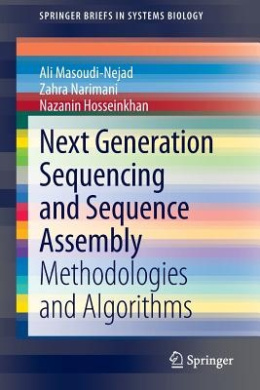 SPRINGER BRIEFS IN SYSTEMS BIOLOGY
Ali Masoudi-Nejad
Zahra Narimani
Nazanin Hosseinkhan
Next Generation
Sequencing
and Sequence
Assembly
Methodologies
and Algorithms
Springer